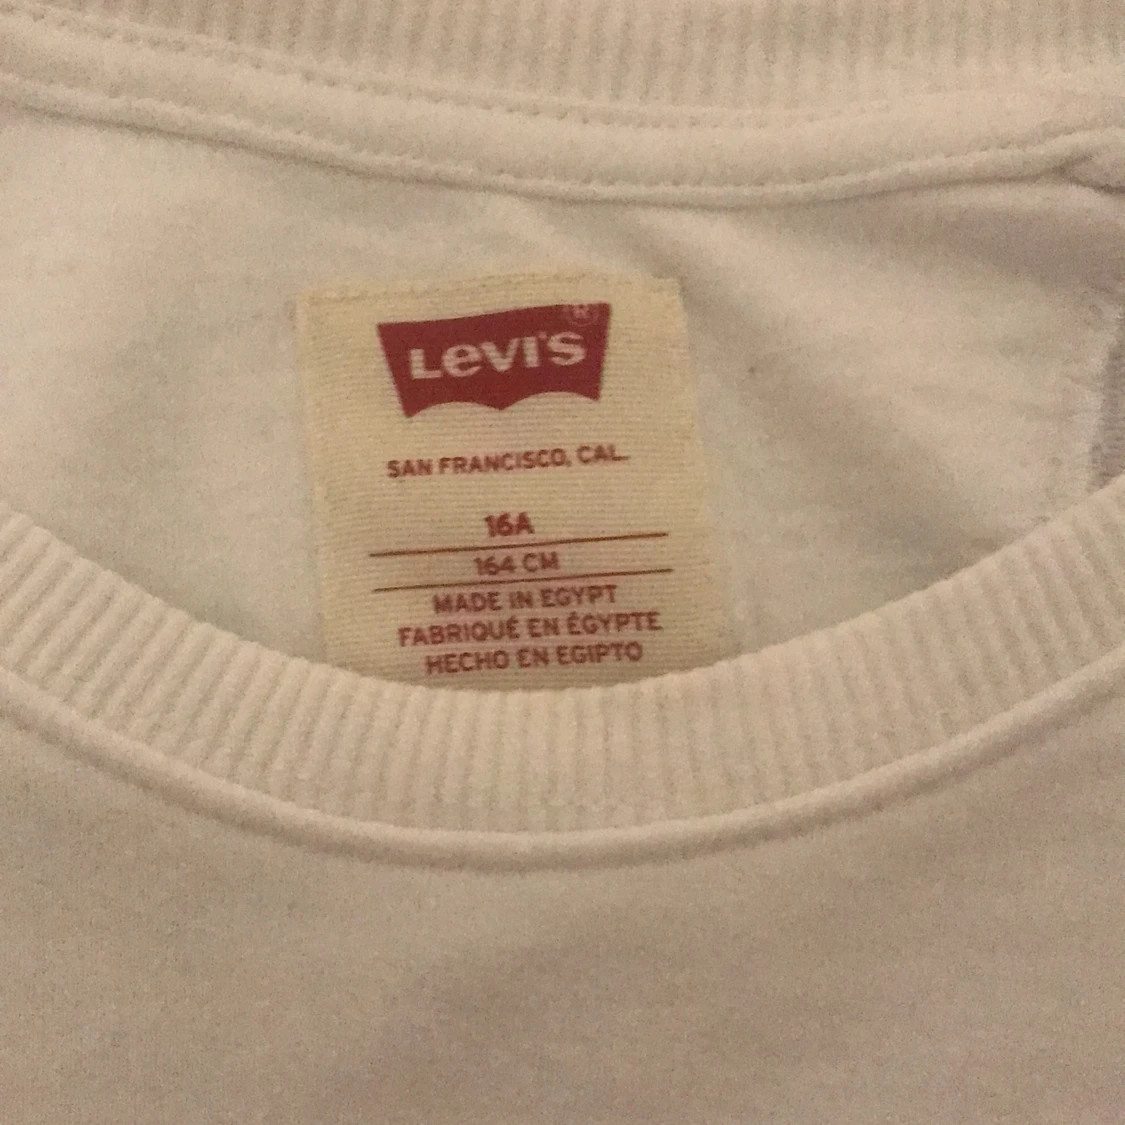 LEVI'S ®
SAN FRANCISCO, CAL.
16A
164 CM
MADE IN EGYPT
FABRIQUÉ EN ÉGYPTE
HECHO EN EGIPTO